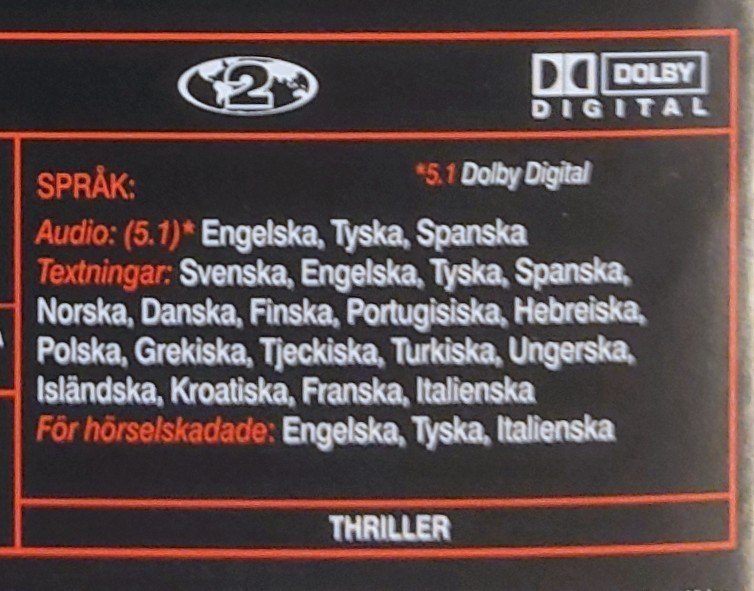 2
DOLBY
DIGITAL
SPRÅK:
*5.1 Dolby Digital
Audio: (5.1)* Engelska, Tyska, Spanska
Textningar: Svenska, Engelska, Tyska, Spanska,
Norska, Danska, Finska, Portugisiska, Hebreiska,
Polska, Grekiska, Tjeckiska, Turkiska, Ungerska,
Isländska, Kroatiska, Franska, Italienska
För hörselskadade: Engelska, Tyska, Italienska
THRILLER